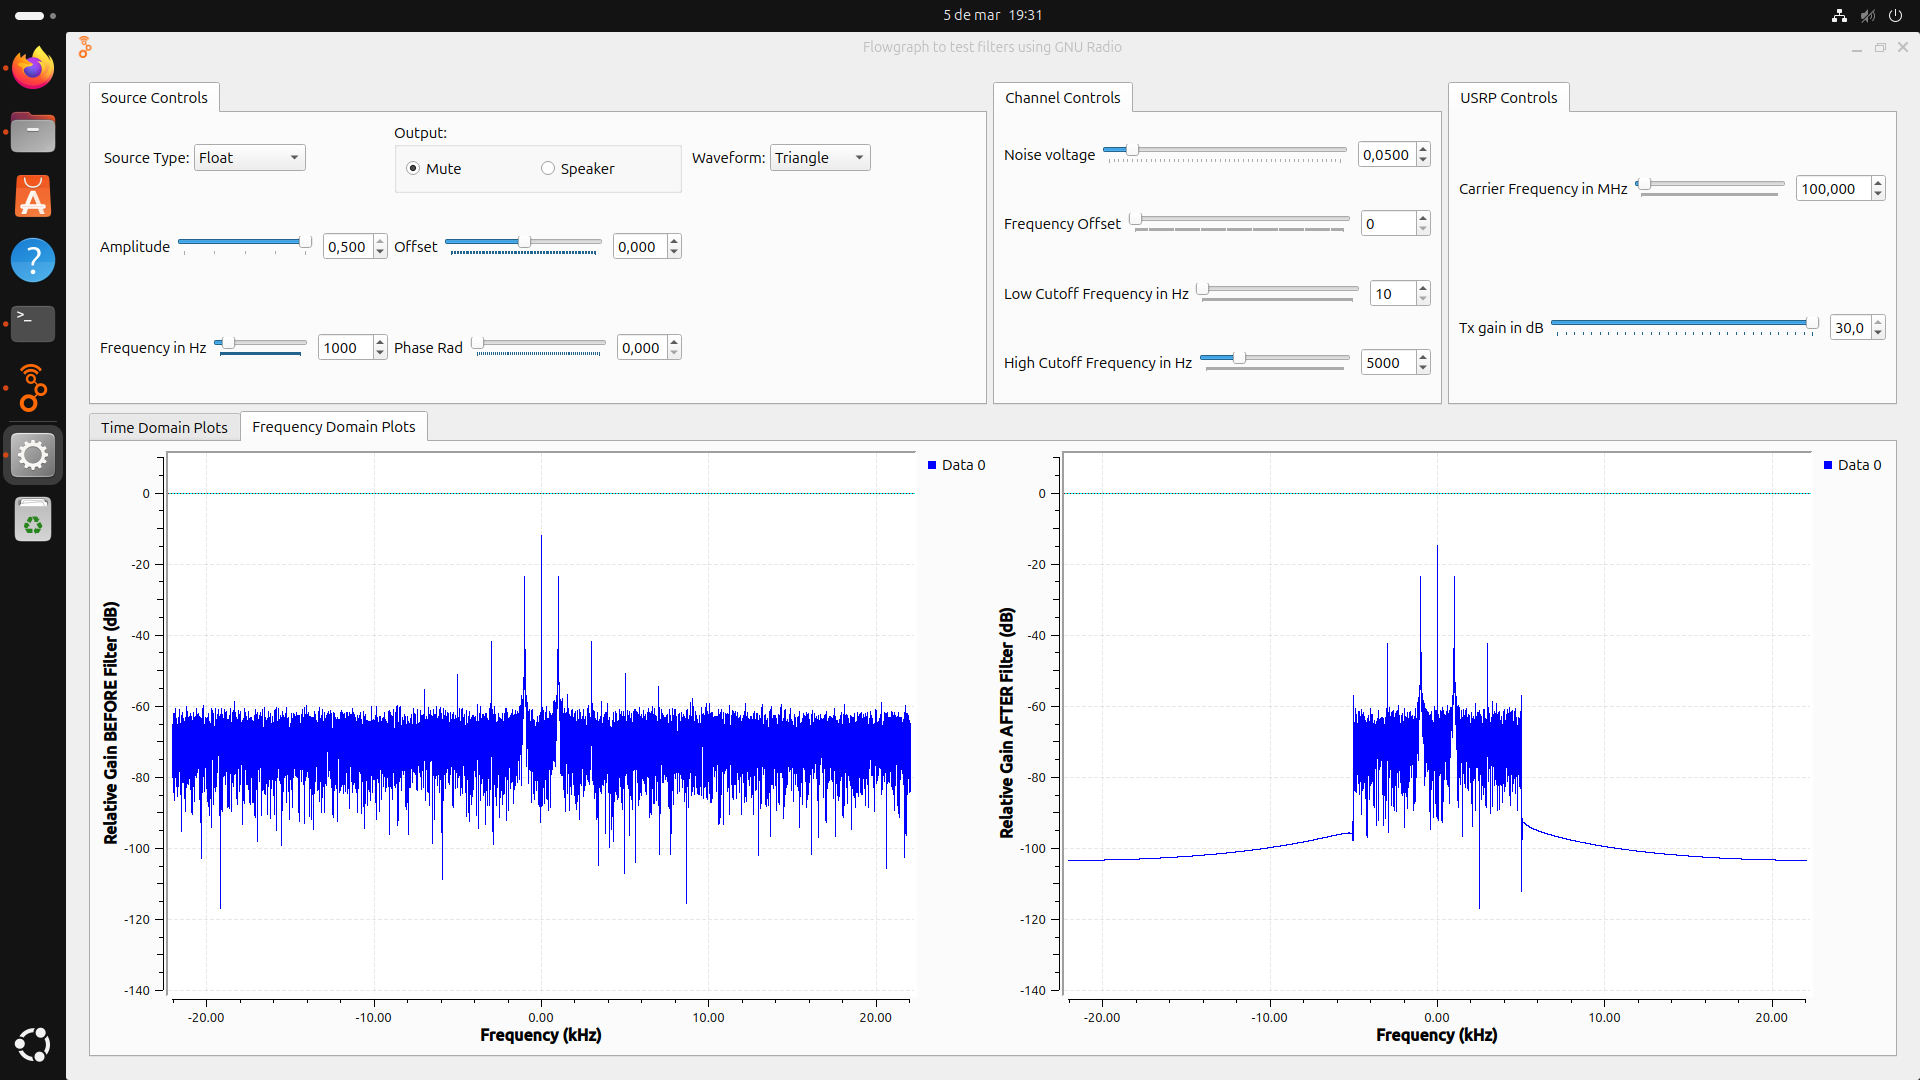 5 de mar 19:31
Flowgraph to test filters using GNU Radio
Source Controls
Output:
Source Type: Float
Mute
Speaker
Waveform: Triangle
Amplitude 0,500
Offset 0,000
Frequency in Hz 1000
Phase Rad 0,000
Channel Controls
Noise voltage 0,0500
Frequency Offset 0
Low Cutoff Frequency in Hz 10
High Cutoff Frequency in Hz 5000
USRP Controls
Carrier Frequency in MHz 100,000
Tx gain in dB 30,0
Time Domain Plots
Frequency Domain Plots
Relative Gain BEFORE Filter (dB)
0
-20
-40
-60
-80
-100
-120
-140
-20.00 -10.00 0.00 10.00 20.00
Frequency (kHz)
Data 0
Relative Gain AFTER Filter (dB)
0
-20
-40
-60
-80
-100
-120
-140
-20.00 -10.00 0.00 10.00 20.00
Frequency (kHz)
Data 0